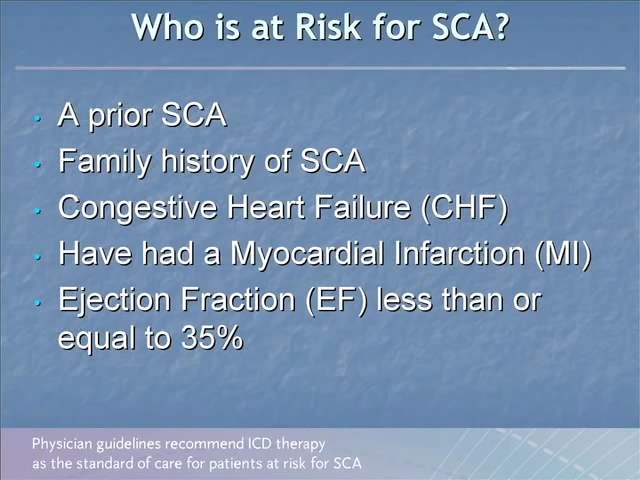 Who is at Risk for SCA?
• A prior SCA
• Family history of SCA
• Congestive Heart Failure (CHF)
• Have had a Myocardial Infarction (MI)
• Ejection Fraction (EF) less than or
equal to 35%
Physician guidelines recommend ICD therapy
as the standard of care for patients at risk for SCA